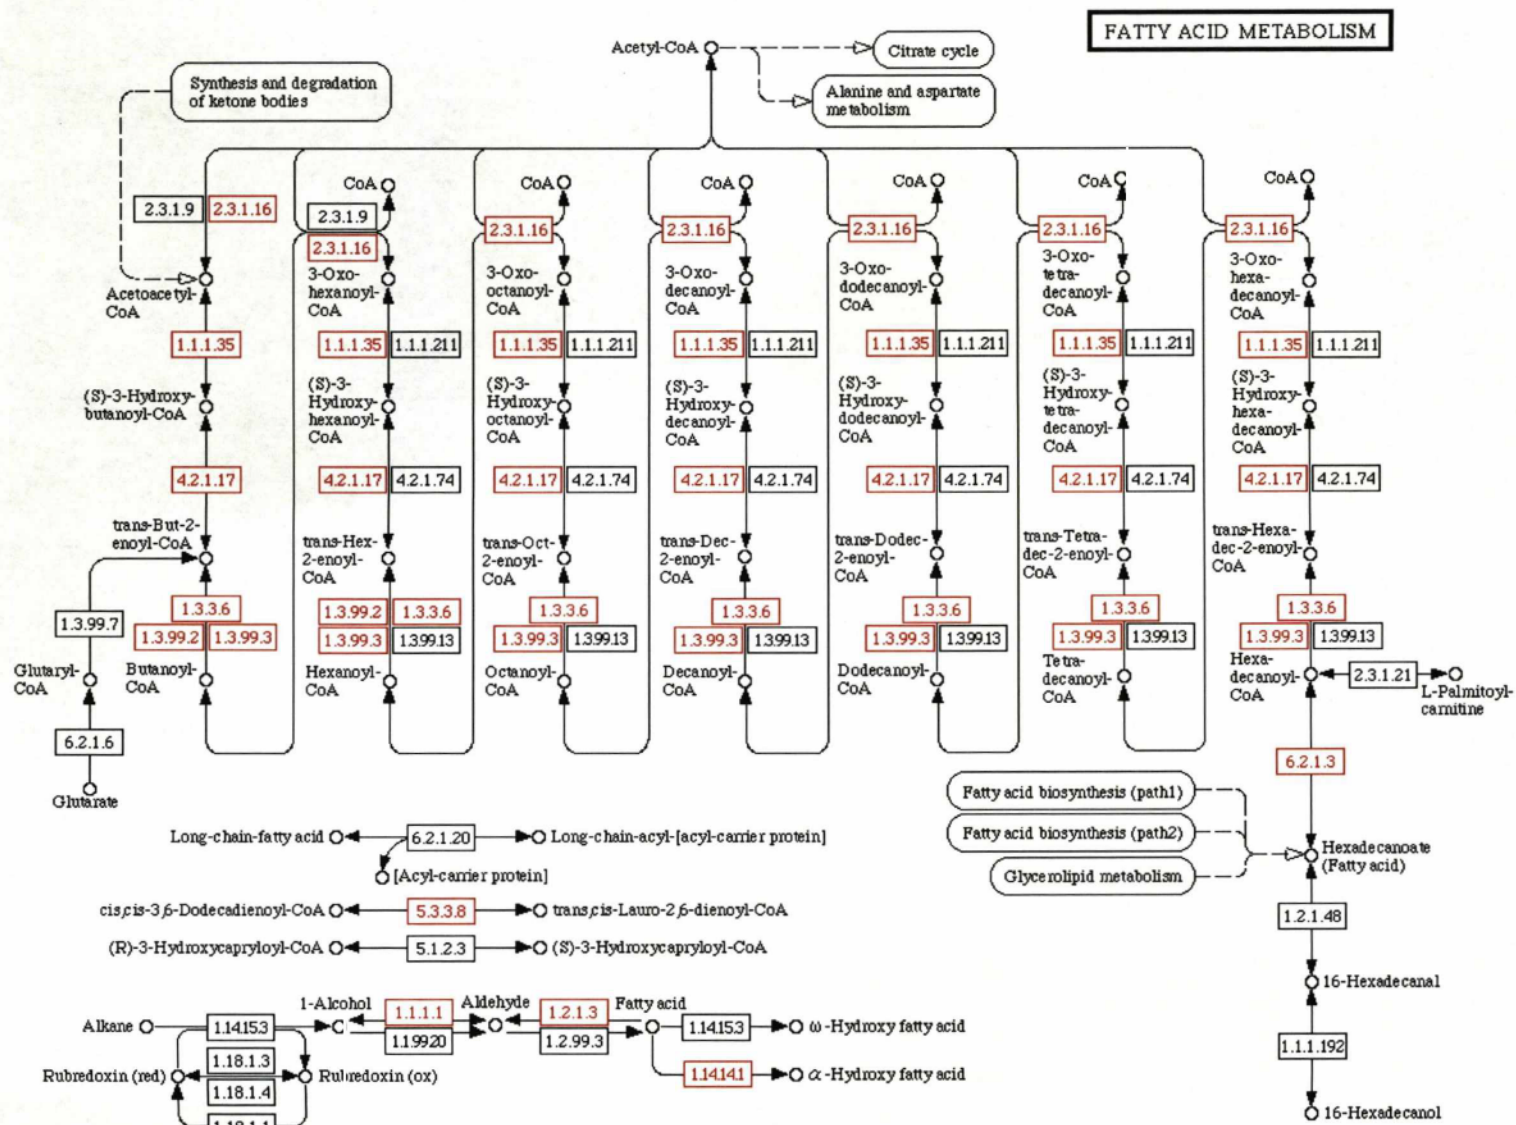 FATTY ACID METABOLISM
Acetyl-CoA
Citrate cycle
Alanine and aspartate
metabolism
Synthesis and degradation
of ketone bodies
CoA
CoA
CoA
CoA
CoA
CoA
2.3.1.9
2.3.1.16
2.3.1.9
2.3.1.16
2.3.1.16
2.3.1.16
2.3.1.16
2.3.1.16
2.3.1.16
Acetoacetyl-
CoA
3-Oxo-
hexanoyl-
CoA
3-Oxo-
octanoyl-
CoA
3-Oxo-
decanoyl-
CoA
3-Oxo-
dodecanoyl-
CoA
3-Oxo-
tetra-
decanoyl-
CoA
3-Oxo-
hexa-
decanoyl-
CoA
1.1.1.35
1.1.1.35
1.1.1.211
1.1.1.35
1.1.1.211
1.1.1.35
1.1.1.211
1.1.1.35
1.1.1.211
1.1.1.35
1.1.1.211
1.1.1.35
1.1.1.211
(S)-3-Hydroxy-
butanoyl-CoA
(S)-3-
Hydroxy-
hexanoyl-
CoA
(S)-3-
Hydroxy-
octanoyl-
CoA
(S)-3-
Hydroxy-
decanoyl-
CoA
(S)-3-
Hydroxy-
dodecanoyl-
CoA
(S)-3-
Hydroxy-
tetra-
decanoyl-
CoA
(S)-3-
Hydroxy-
hexa-
decanoyl-
CoA
4.2.1.17
4.2.1.17
4.2.1.74
4.2.1.17
4.2.1.74
4.2.1.17
4.2.1.74
4.2.1.17
4.2.1.74
4.2.1.17
4.2.1.74
4.2.1.17
4.2.1.74
trans-But-2-
enoyl-CoA
trans-Hex-
2-enoyl-
CoA
trans-Oct-
2-enoyl-
CoA
trans-Dec-
2-enoyl-
CoA
trans-Dodec-
2-enoyl-
CoA
trans-Tetra-
dec-2-enoyl-
CoA
trans-Hexa-
dec-2-enoyl-
CoA
1.3.99.7
1.3.3.6
1.3.99.2
1.3.99.3
1.3.99.2
1.3.3.6
1.3.99.3
1.3.99.13
1.3.3.6
1.3.99.3
1.3.99.13
1.3.3.6
1.3.99.3
1.3.99.13
1.3.3.6
1.3.99.3
1.3.99.13
1.3.3.6
1.3.99.3
1.3.99.13
1.3.3.6
1.3.99.3
1.3.99.13
Glutaryl-
CoA
Butanoyl-
CoA
Hexanoyl-
CoA
Octanoyl-
CoA
Decanoyl-
CoA
Dodecanoyl-
CoA
Tetra-
decanoyl-
CoA
Hexa-
decanoyl-
CoA
2.3.1.21
L-Palmitoyl-
carnitine
6.2.1.6
Glutarate
6.2.1.3
Fatty acid biosynthesis (path1)
Fatty acid biosynthesis (path2)
Glycerolipid metabolism
Hexadecanoate
(Fatty acid)
1.2.1.48
16-Hexadecanal
1.1.1.192
16-Hexadecanol
Long-chain-fatty acid
6.2.1.20
Long-chain-acyl-[acyl-carrier protein]
[Acyl-carrier protein]
cis,cis-3,6-Dodecadienoyl-CoA
5.3.3.8
trans,cis-Lauro-2,6-dienoyl-CoA
(R)-3-Hydroxycapryloyl-CoA
5.1.2.3
(S)-3-Hydroxycapryloyl-CoA
Alkane
1.14.15.3
1-Alcohol
1.1.1.1
1.1.99.20
Aldehyde
1.2.1.3
1.2.99.3
Fatty acid
1.14.15.3
ω-Hydroxy fatty acid
1.14.14.1
α-Hydroxy fatty acid
Rubredoxin (red)
1.18.1.3
1.18.1.4
1.18.1.1
Rubredoxin (ox)